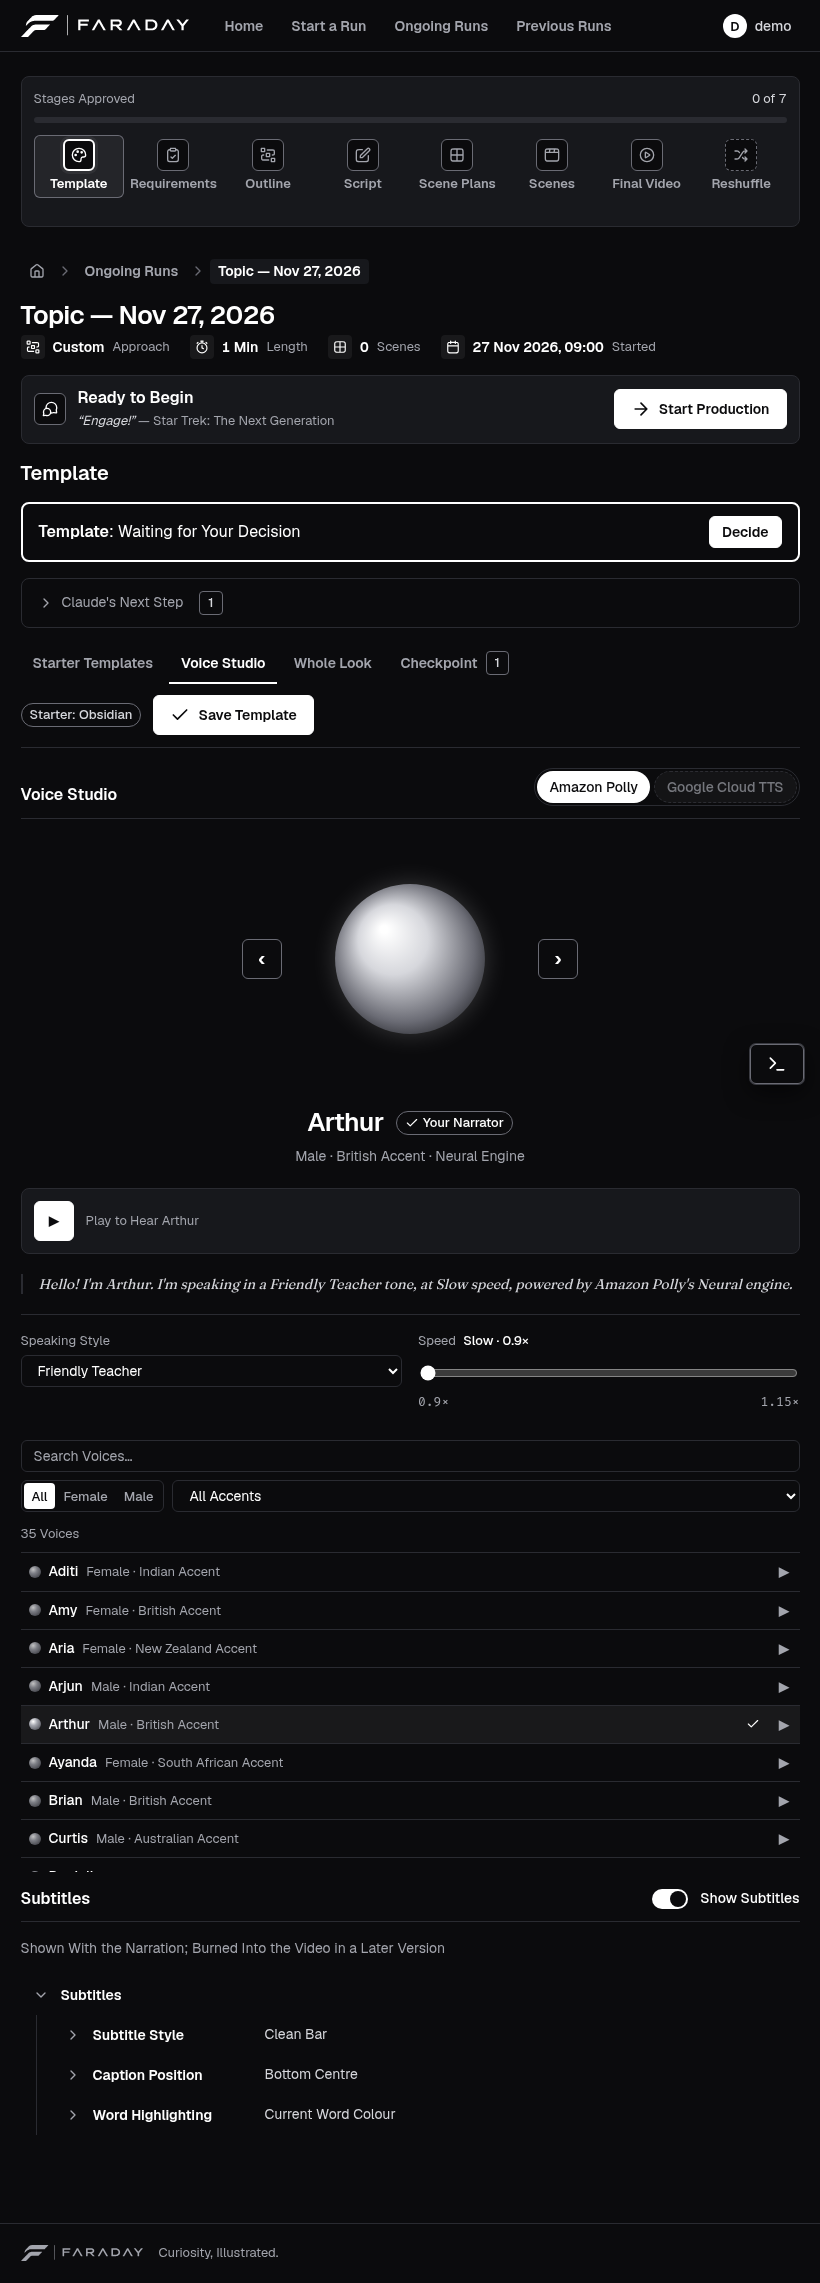 FARADAY
Home
Start a Run
Ongoing Runs
Previous Runs
D
demo
Stages Approved
0 of 7
Template
Requirements
Outline
Script
Scene Plans
Scenes
Final Video
Reshuffle
Ongoing Runs
Topic — Nov 27, 2026
Topic — Nov 27, 2026
Custom Approach
1 Min Length
0 Scenes
27 Nov 2026, 09:00 Started
Ready to Begin
“Engage!” — Star Trek: The Next Generation
Start Production
Template
Template: Waiting for Your Decision
Decide
Claude's Next Step 1
Starter Templates
Voice Studio
Whole Look
Checkpoint 1
Starter: Obsidian
Save Template
Voice Studio
Amazon Polly
Google Cloud TTS
‹
›
Arthur
Your Narrator
Male · British Accent · Neural Engine
Play to Hear Arthur
Hello! I'm Arthur. I'm speaking in a Friendly Teacher tone, at Slow speed, powered by Amazon Polly's Neural engine.
Speaking Style
Speed Slow · 0.9×
Friendly Teacher
0.9×
1.15×
Search Voices…
All
Female
Male
All Accents
35 Voices
Aditi Female · Indian Accent
Amy Female · British Accent
Aria Female · New Zealand Accent
Arjun Male · Indian Accent
Arthur Male · British Accent
Ayanda Female · South African Accent
Brian Male · British Accent
Curtis Male · Australian Accent
Subtitles
Show Subtitles
Shown With the Narration; Burned Into the Video in a Later Version
Subtitles
Subtitle Style Clean Bar
Caption Position Bottom Centre
Word Highlighting Current Word Colour
FARADAY
Curiosity, Illustrated.